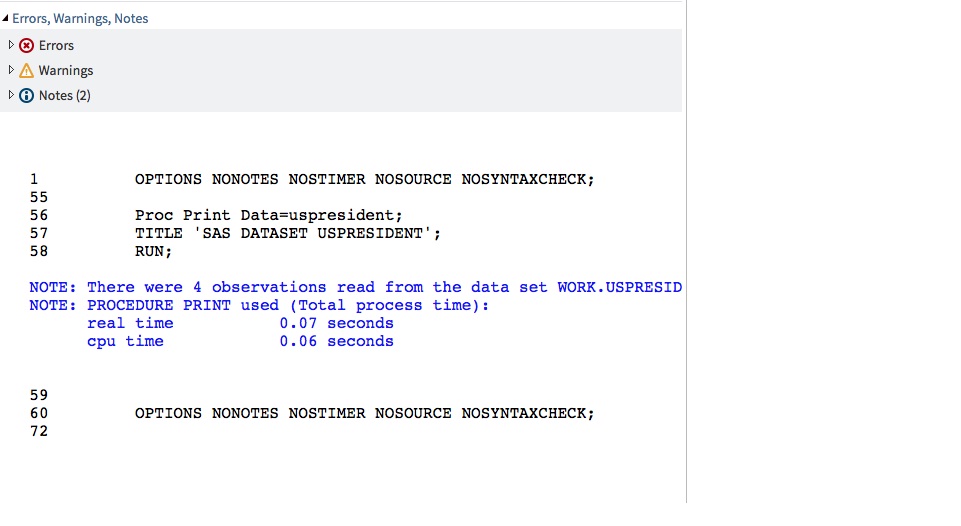 Errors, Warnings, Notes
Errors
Warnings
Notes (2)
1 OPTIONS NONOTES NOSTIMER NOSOURCE NOSYNTAXCHECK;
55
56 Proc Print Data=uspresident;
57 TITLE 'SAS DATASET USPRESIDENT';
58 RUN;
NOTE: There were 4 observations read from the data set WORK.USPRESID
NOTE: PROCEDURE PRINT used (Total process time):
real time 0.07 seconds
cpu time 0.06 seconds
59
60 OPTIONS NONOTES NOSTIMER NOSOURCE NOSYNTAXCHECK;
72